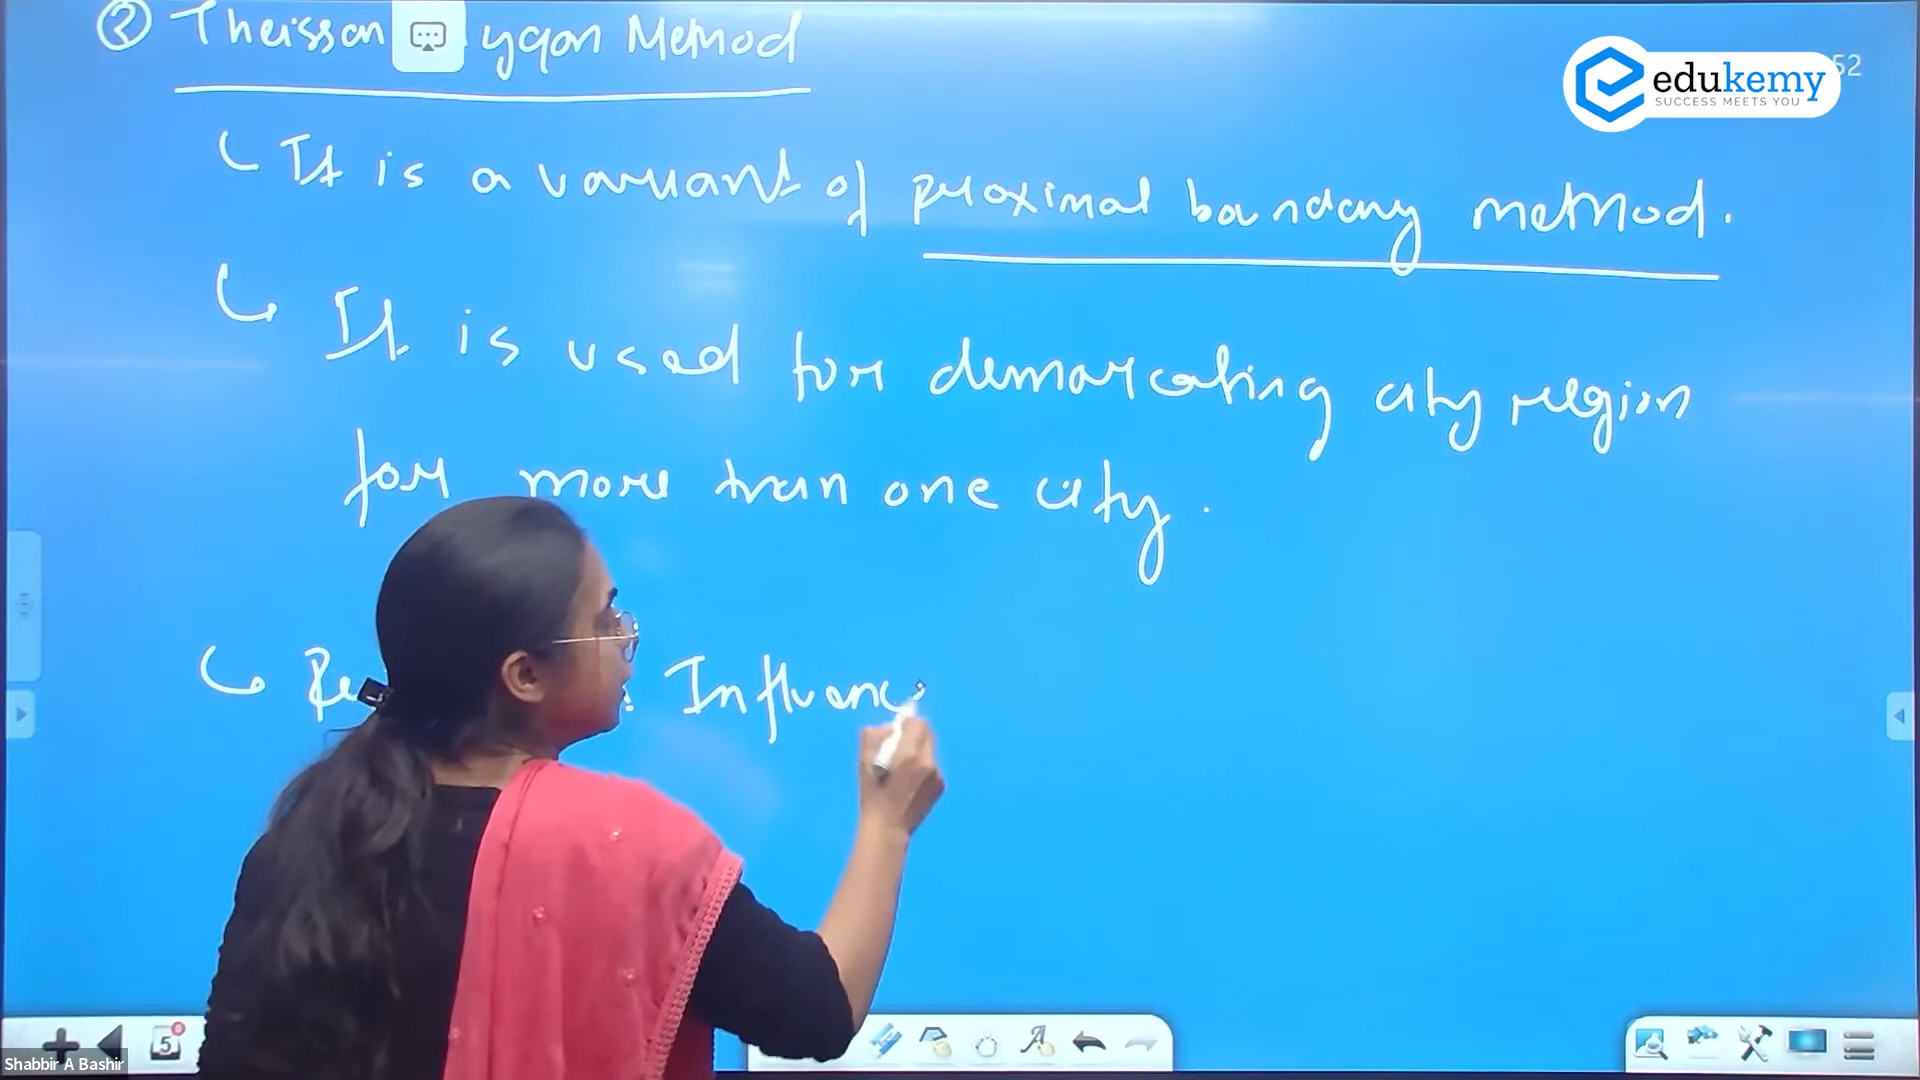 ② Theisson ygon Method
edukemy
SUCCESS MEETS YOU
52
It is a variant of proximal boundary method.
It is used for demarcating city region
for more than one city.
Influenc
5
Shabbir A Bashir